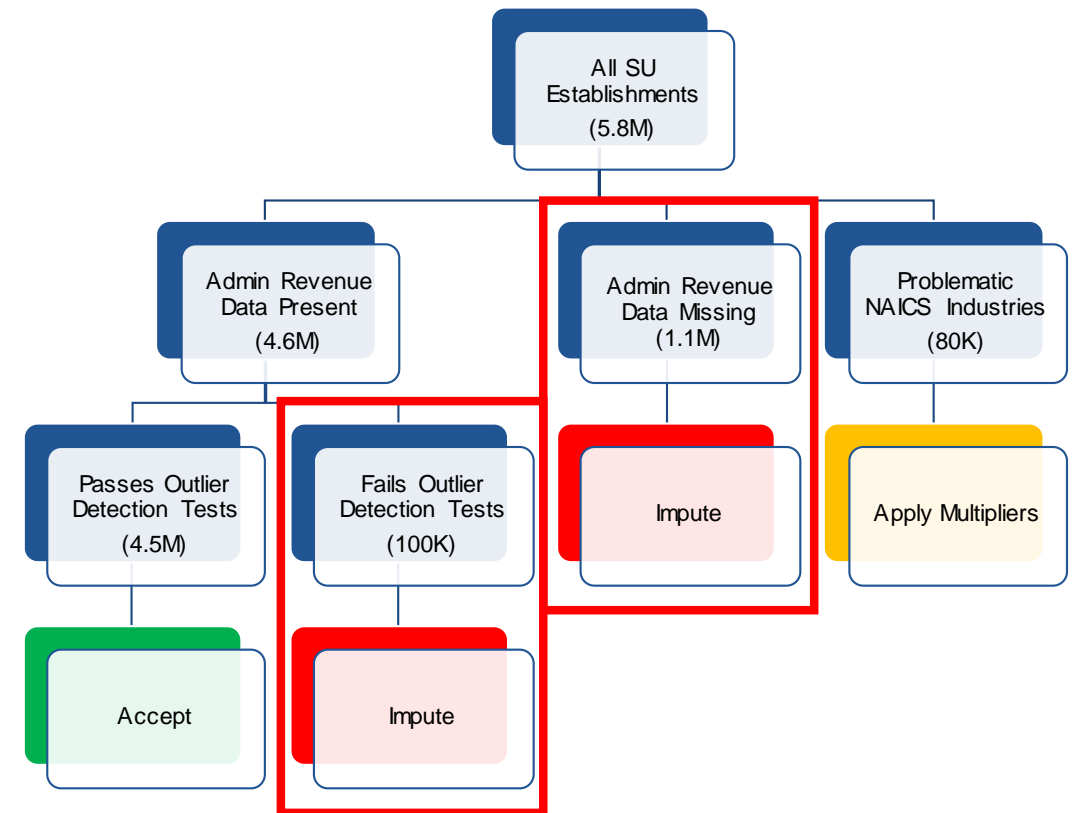 All SU
Establishments
(5.8M)
Admin Revenue
Data Present
(4.6M)
Admin Revenue
Data Missing
(1.1M)
Problematic
NAICS Industries
(80K)
Passes Outlier
Detection Tests
(4.5M)
Fails Outlier
Detection Tests
(100K)
Impute
Apply Multipliers
Accept
Impute